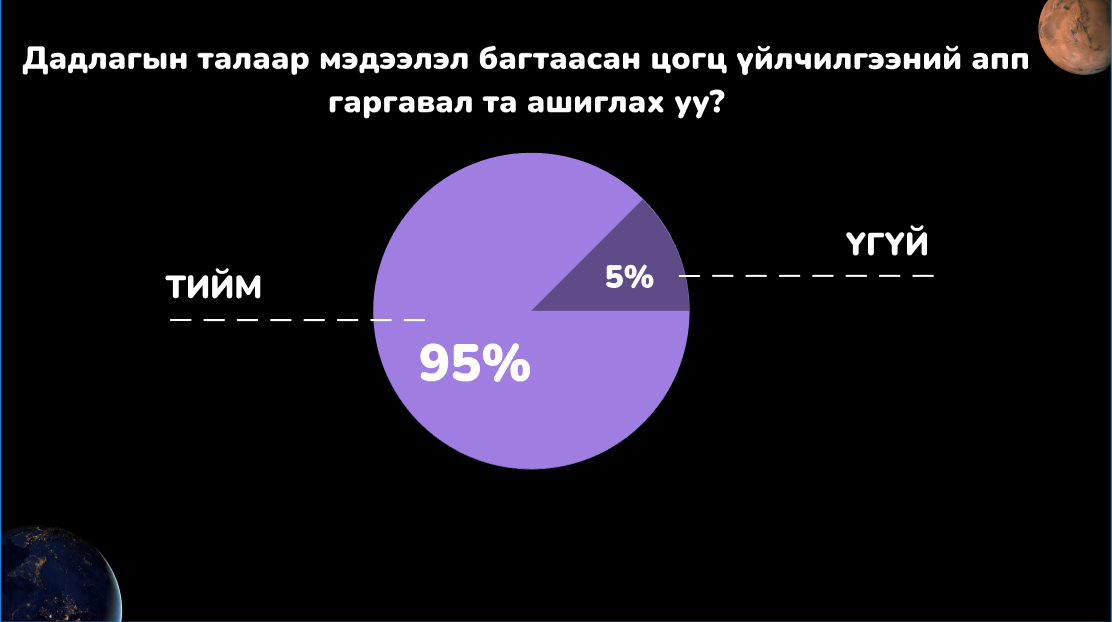 Дадлагын талаар мэдээлэл багтаасан цогц үйлчилгээний апп
гаргавал та ашиглах уу?
ҮГҮЙ
5%
ТИЙМ
95%